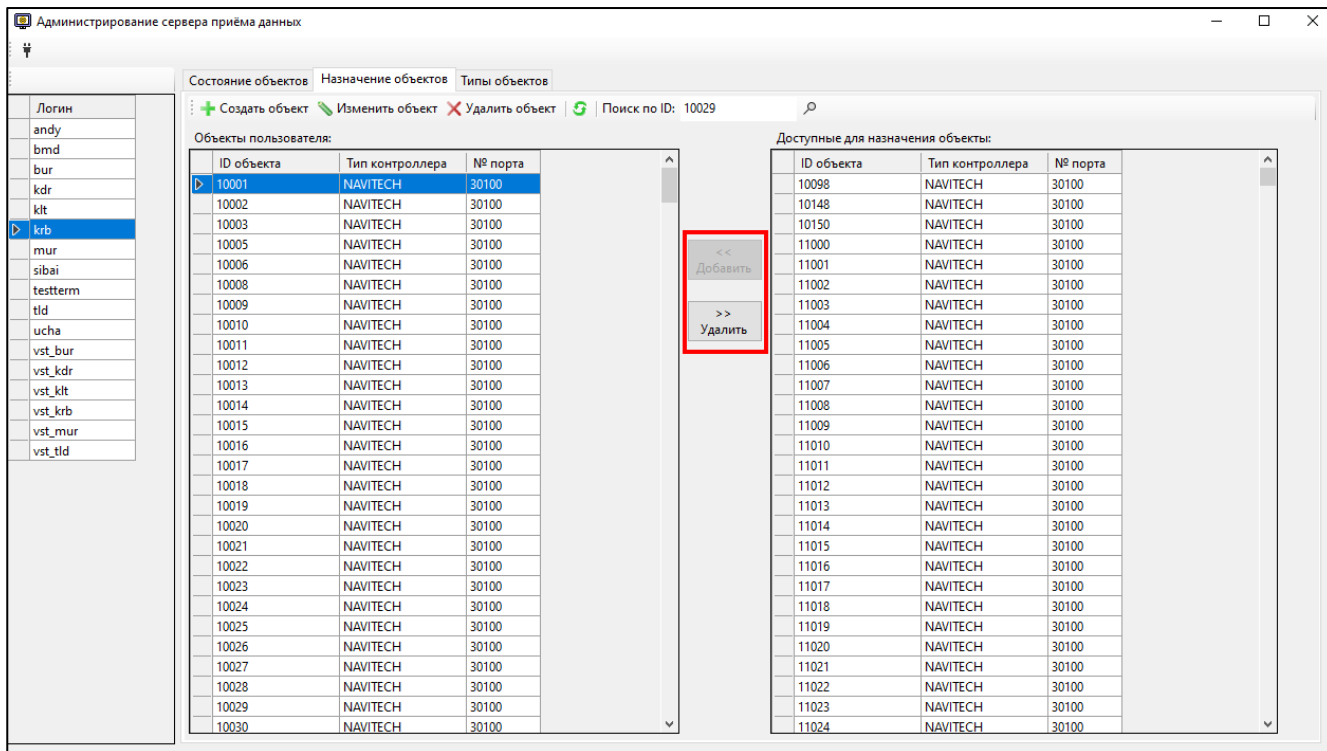 Администрирование сервера приёма данных
Состояние объектов Назначение объектов Типы объектов
Создать объект Изменить объект Удалить объект Поиск по ID: 10029
Логин
andy
bmd
bur
kdr
klt
krb
mur
sibai
testterm
tld
ucha
vst_bur
vst_kdr
vst_klt
vst_krb
vst_mur
vst_tld
Объекты пользователя:
ID объекта Тип контроллера № порта
10001 NAVITECH 30100
10002 NAVITECH 30100
10003 NAVITECH 30100
10005 NAVITECH 30100
10006 NAVITECH 30100
10008 NAVITECH 30100
10009 NAVITECH 30100
10010 NAVITECH 30100
10011 NAVITECH 30100
10012 NAVITECH 30100
10013 NAVITECH 30100
10014 NAVITECH 30100
10015 NAVITECH 30100
10016 NAVITECH 30100
10017 NAVITECH 30100
10018 NAVITECH 30100
10019 NAVITECH 30100
10020 NAVITECH 30100
10021 NAVITECH 30100
10022 NAVITECH 30100
10023 NAVITECH 30100
10024 NAVITECH 30100
10025 NAVITECH 30100
10026 NAVITECH 30100
10027 NAVITECH 30100
10028 NAVITECH 30100
10029 NAVITECH 30100
10030 NAVITECH 30100
<<
Добавить
>>
Удалить
Доступные для назначения объекты:
ID объекта Тип контроллера № порта
10098 NAVITECH 30100
10148 NAVITECH 30100
10150 NAVITECH 30100
11000 NAVITECH 30100
11001 NAVITECH 30100
11002 NAVITECH 30100
11003 NAVITECH 30100
11004 NAVITECH 30100
11005 NAVITECH 30100
11006 NAVITECH 30100
11007 NAVITECH 30100
11008 NAVITECH 30100
11009 NAVITECH 30100
11010 NAVITECH 30100
11011 NAVITECH 30100
11012 NAVITECH 30100
11013 NAVITECH 30100
11014 NAVITECH 30100
11015 NAVITECH 30100
11016 NAVITECH 30100
11017 NAVITECH 30100
11018 NAVITECH 30100
11019 NAVITECH 30100
11020 NAVITECH 30100
11021 NAVITECH 30100
11022 NAVITECH 30100
11023 NAVITECH 30100
11024 NAVITECH 30100